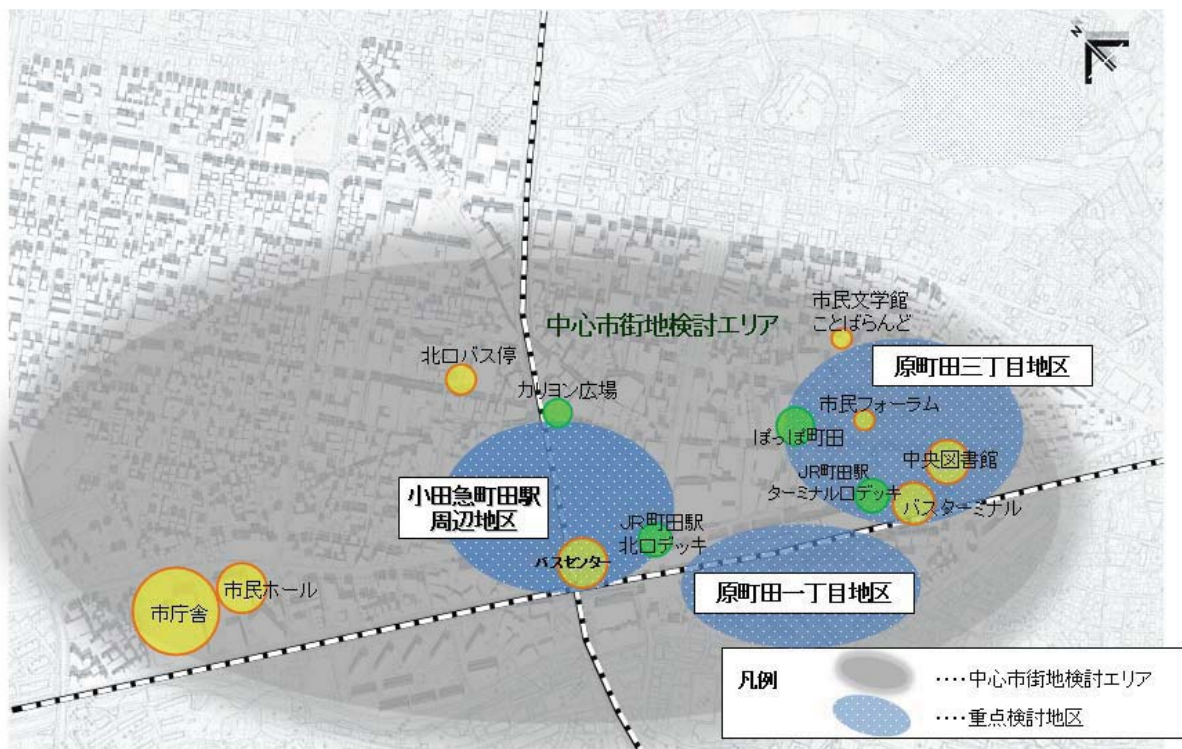 N
中心市街地検討エリア
市民文学館
ことばらんど
原町田三丁目地区
北口バス停
カリヨン広場
市民フォーラム
ぽっぽ町田
中央図書館
JR町田駅
ターミナル口デッキ
バスターミナル
小田急町田駅
周辺地区
JR町田駅
北口デッキ
バスセンター
原町田一丁目地区
市民ホール
市庁舎
凡例
････中心市街地検討エリア
････重点検討地区